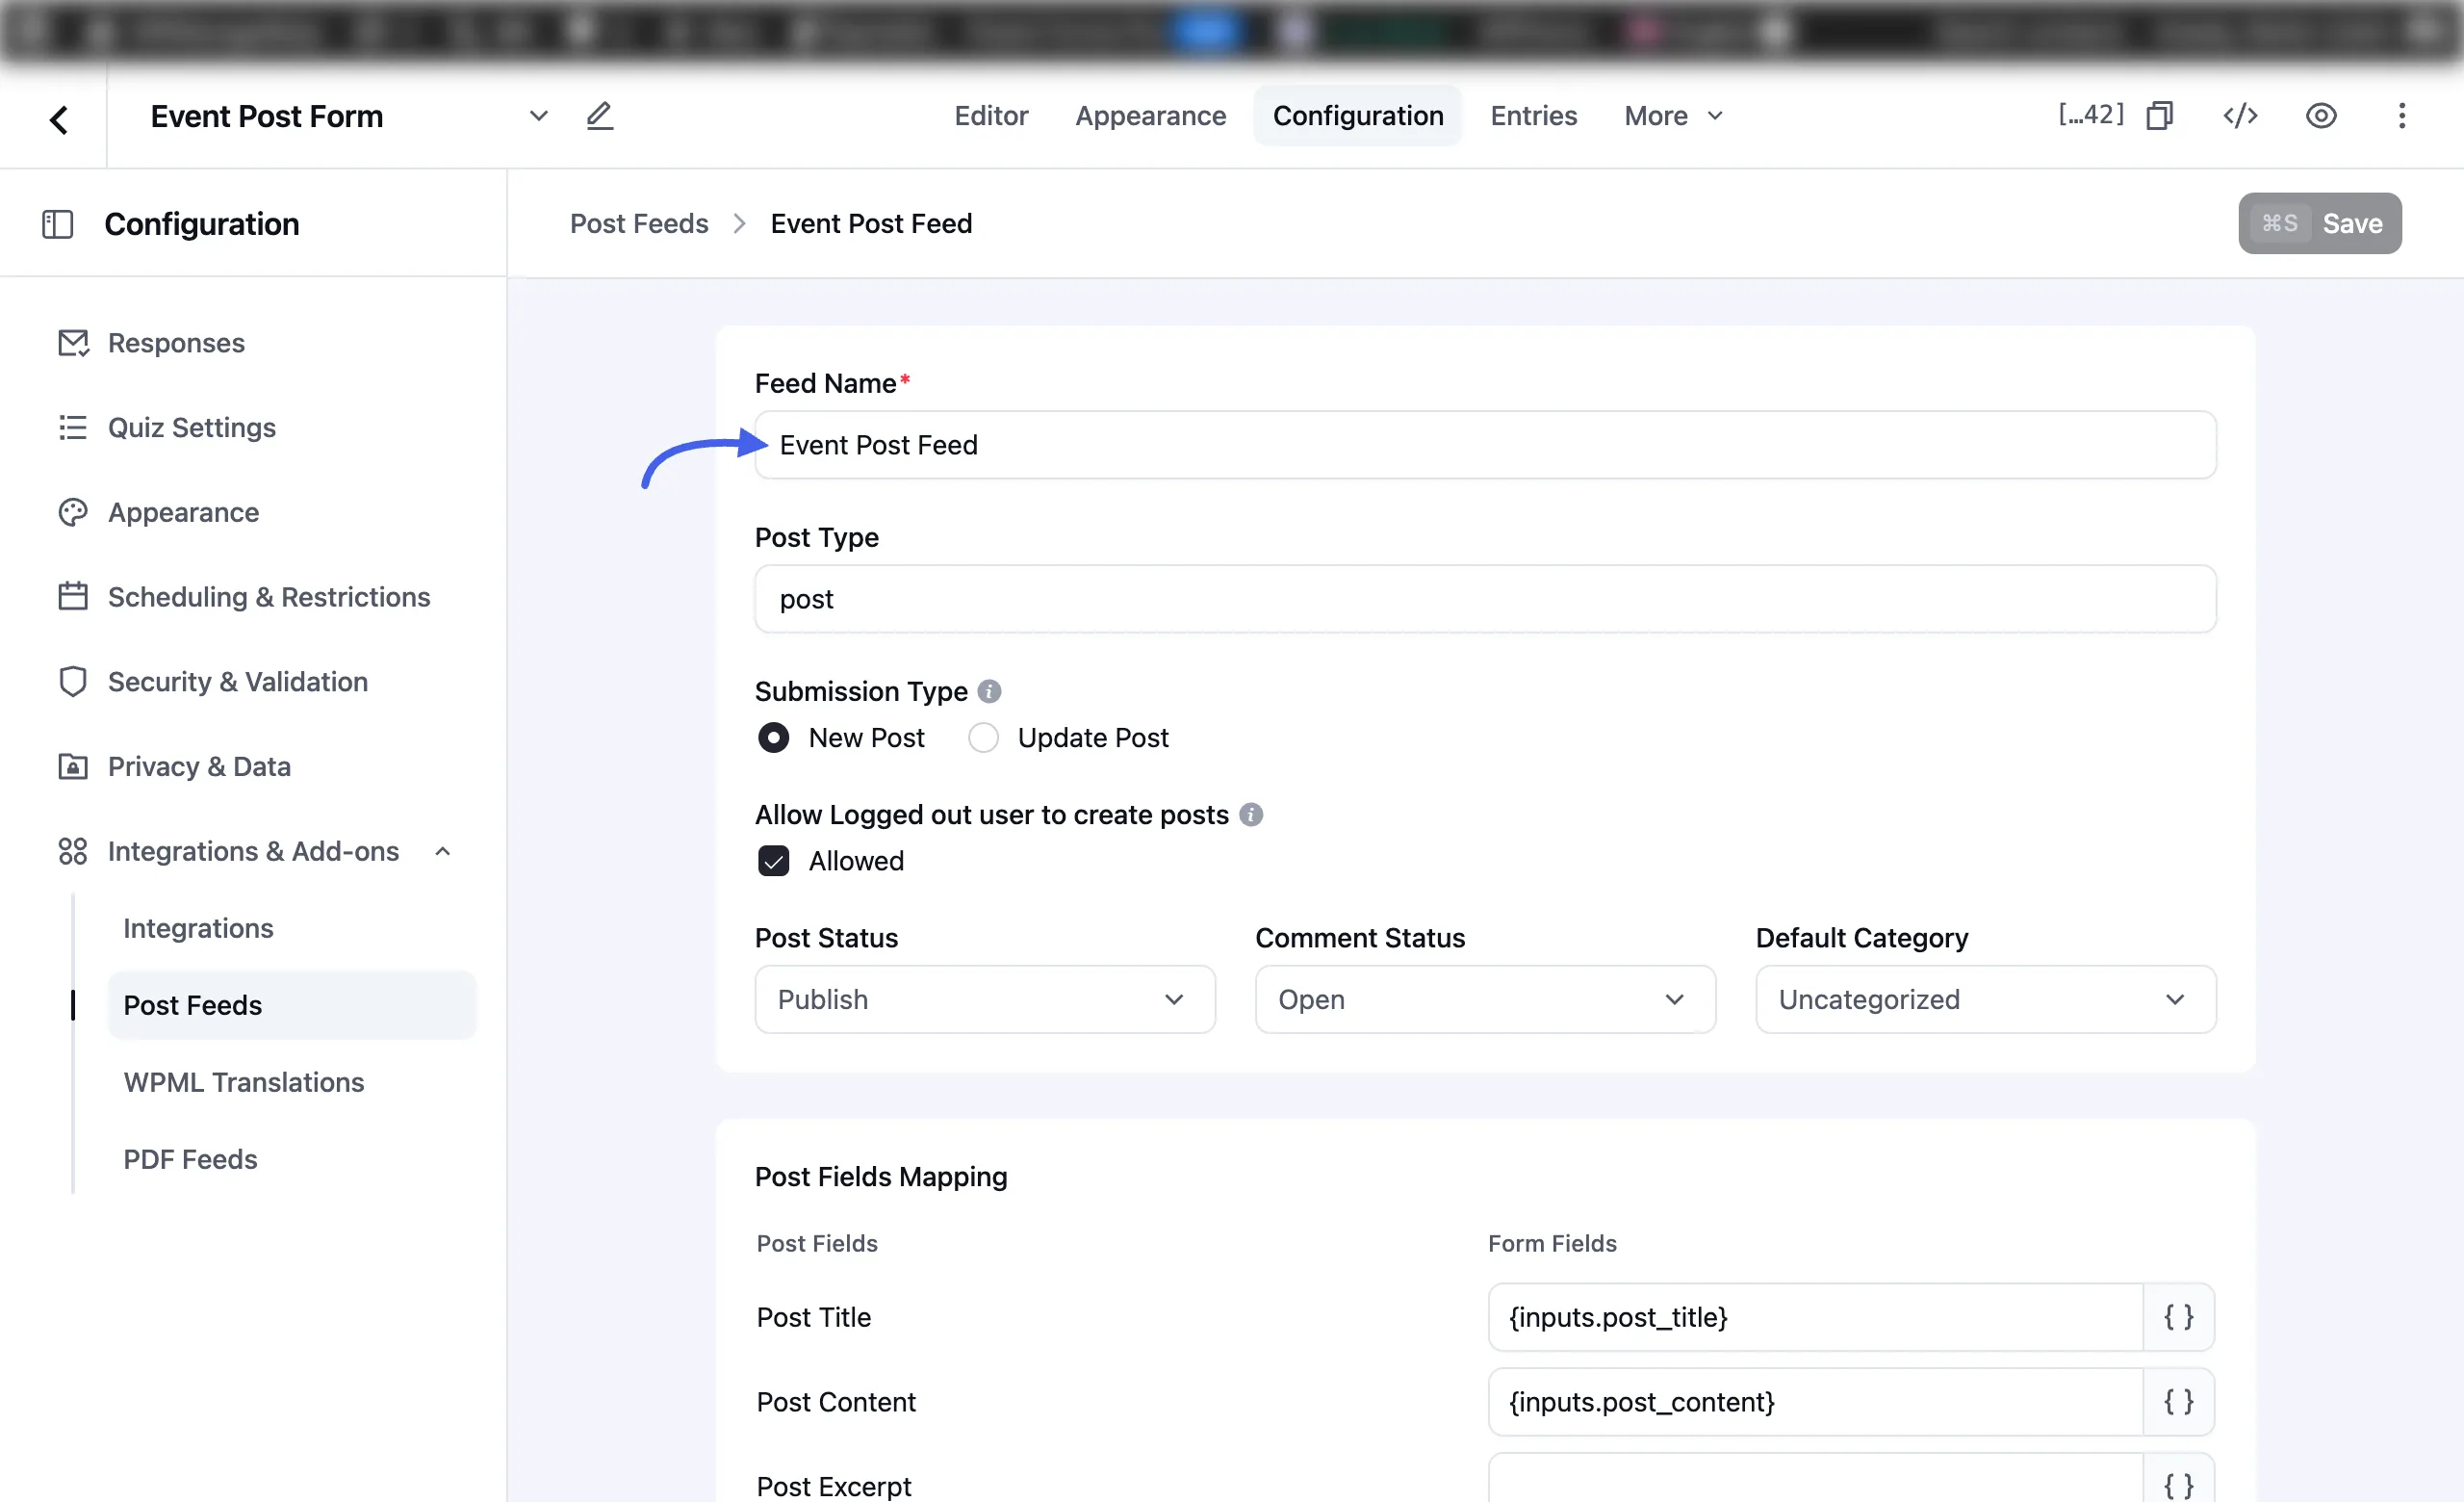 Event Post Form
Editor
Appearance
Configuration
Entries
More
[...42]
</>
Configuration
Post Feeds > Event Post Feed
⌘S Save
Responses
Quiz Settings
Appearance
Scheduling & Restrictions
Security & Validation
Privacy & Data
Integrations & Add-ons
Integrations
Post Feeds
WPML Translations
PDF Feeds
Feed Name*
Event Post Feed
Post Type
post
Submission Type
New Post
Update Post
Allow Logged out user to create posts
Allowed
Post Status
Comment Status
Default Category
Publish
Open
Uncategorized
Post Fields Mapping
Post Fields
Form Fields
Post Title
{inputs.post_title}
{ }
Post Content
{inputs.post_content}
{ }
Post Excerpt
{ }